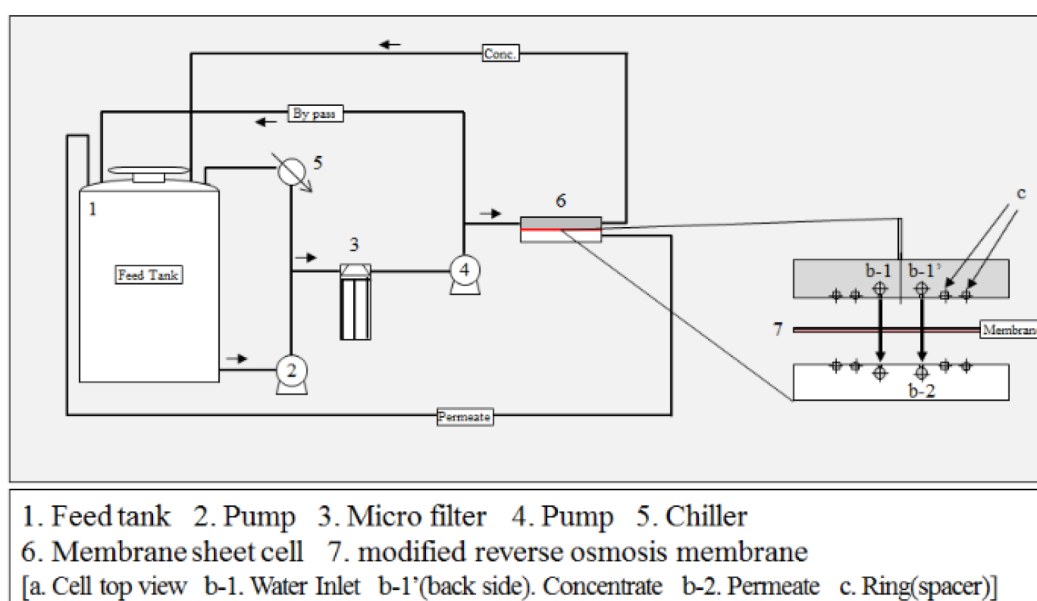 Conc.
By pass
5
1
6
c
3
b-1
b-1’
Feed Tank
4
7
Membrane
2
b-2
Permeate
1. Feed tank 2. Pump 3. Micro filter 4. Pump 5. Chiller
6. Membrane sheet cell 7. modified reverse osmosis membrane
[a. Cell top view b-1. Water Inlet b-1’(back side). Concentrate b-2. Permeate c. Ring(spacer)]